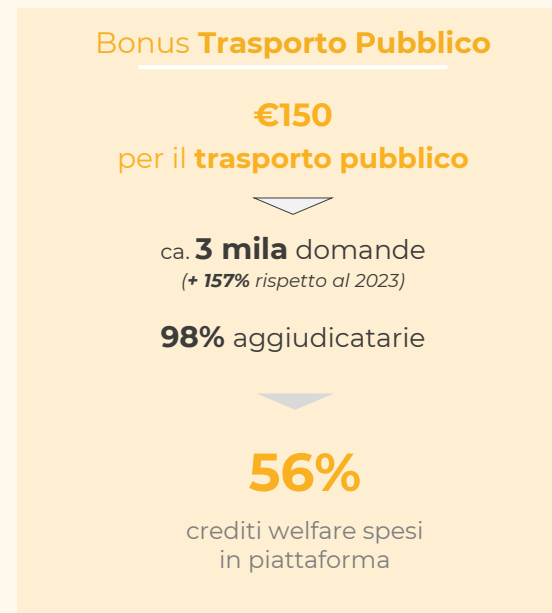 Bonus Trasporto Pubblico
€150
per il trasporto pubblico
ca. 3 mila domande
(+ 157% rispetto al 2023)
98% aggiudicatarie
56%
crediti welfare spesi
in piattaforma